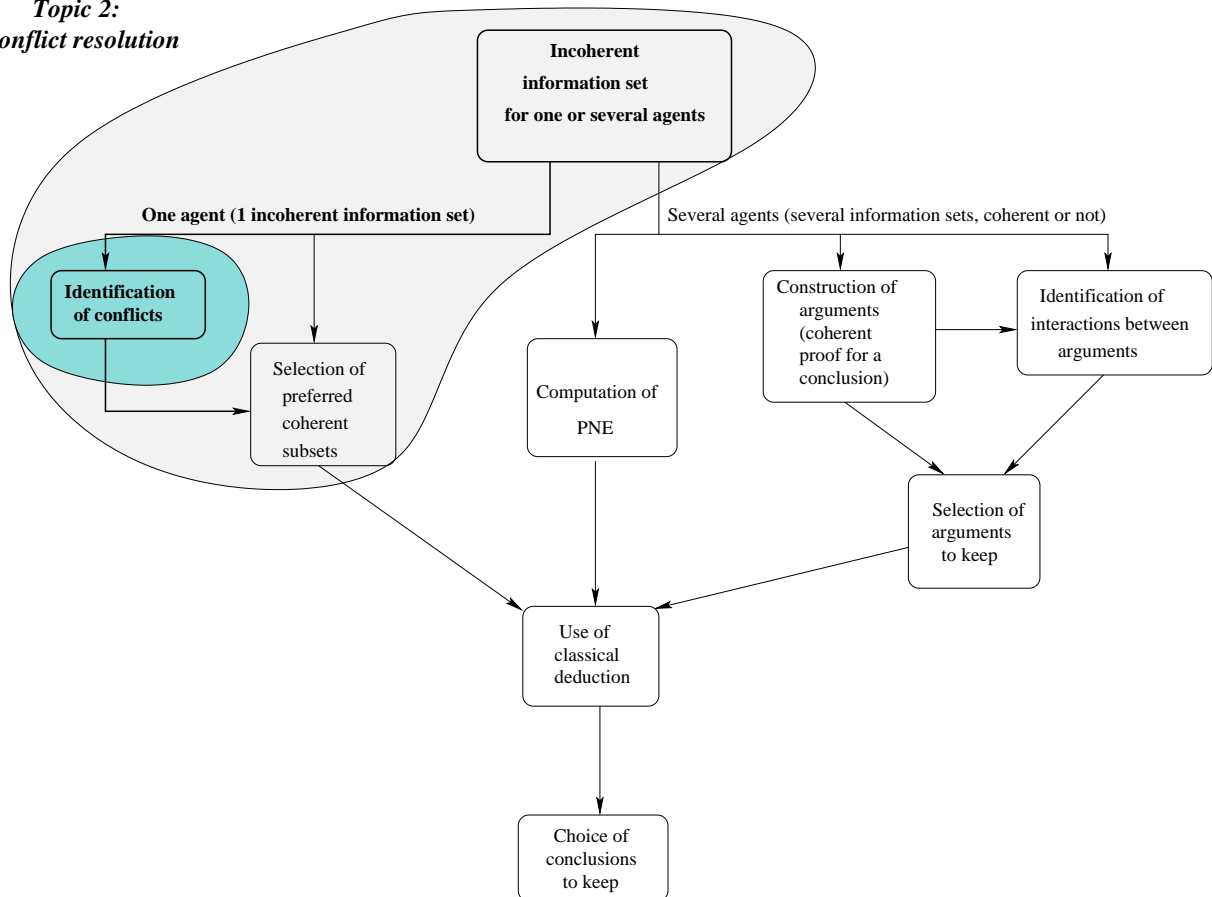 Topic 2:
onflict resolution
Incoherent
information set
for one or several agents
One agent (1 incoherent information set)
Several agents (several information sets, coherent or not)
Identification
of conflicts
Selection of
preferred
coherent
subsets
Computation of
PNE
Construction of
arguments
(coherent
proof for a
conclusion)
Identification of
interactions between
arguments
Selection of
arguments
to keep
Use of
classical
deduction
Choice of
conclusions
to keep